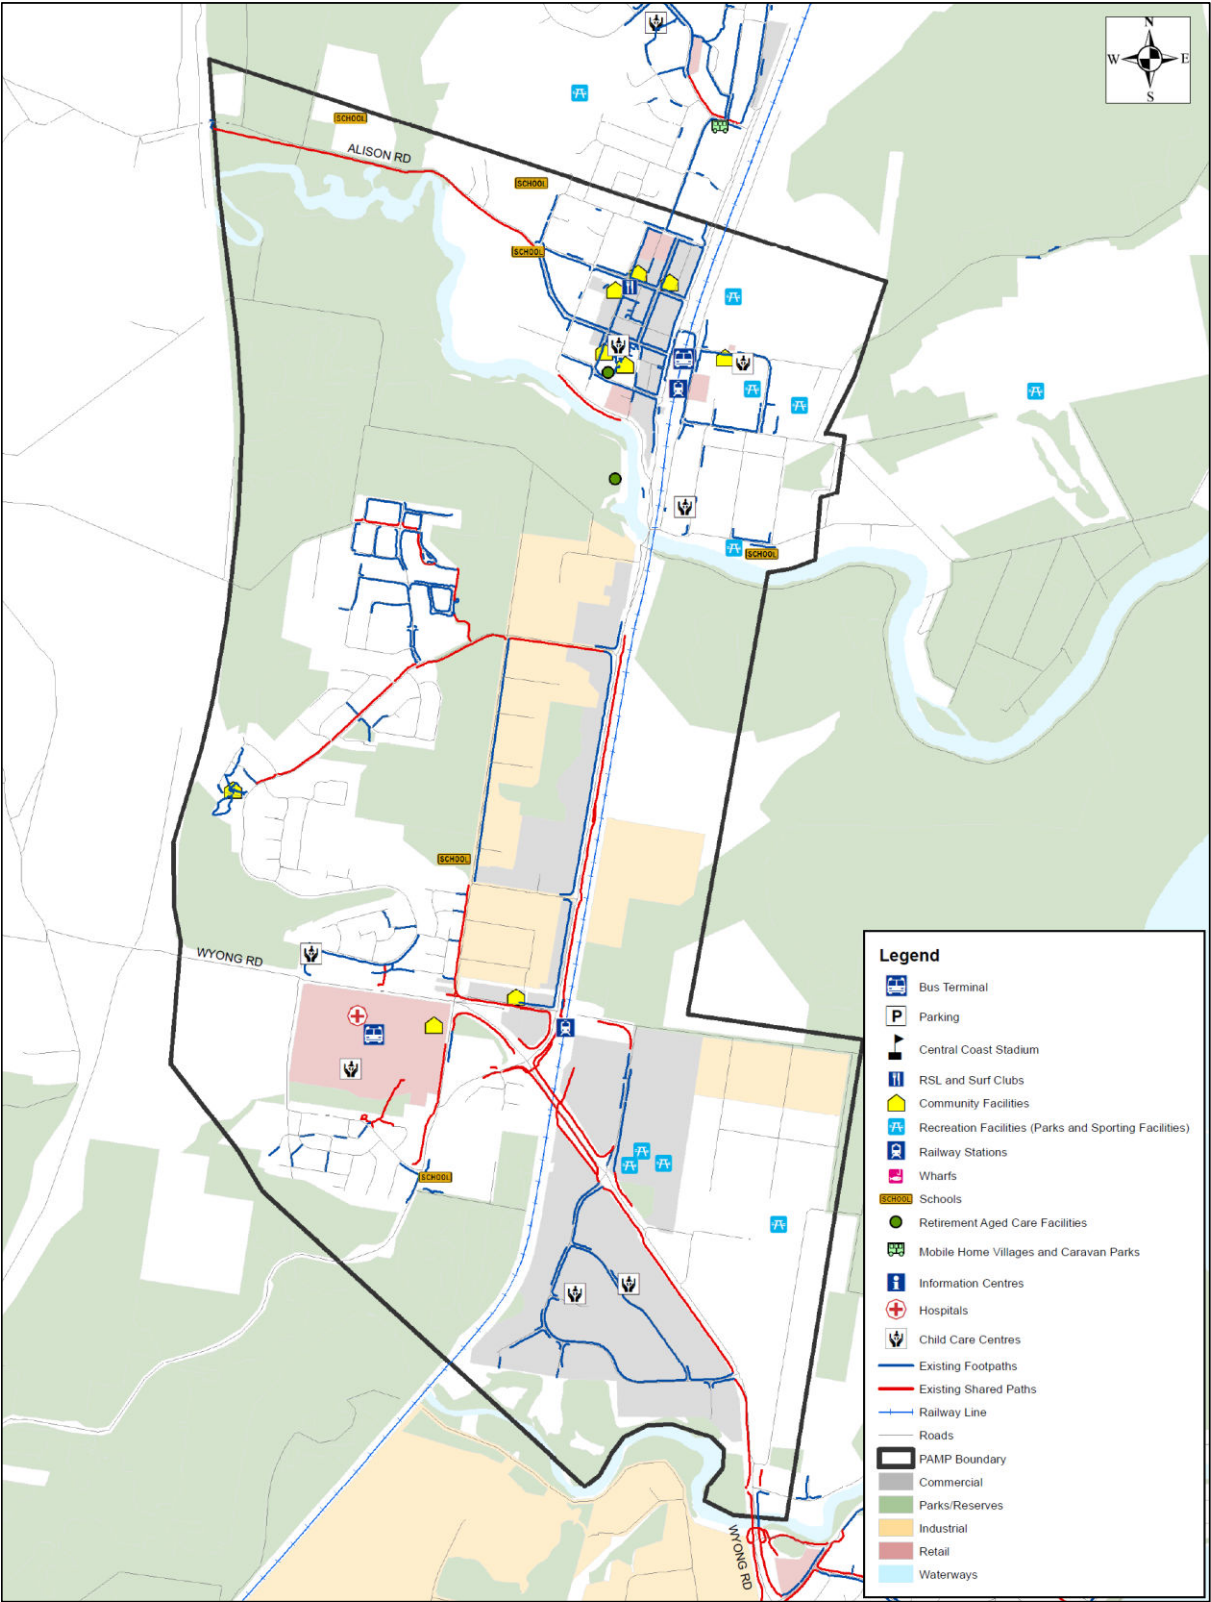 N
W E
S
SCHOOL
ALISON RD
SCHOOL
SCHOOL
SCHOOL
SCHOOL
WYONG RD
SCHOOL
WYONG RD
Legend
Bus Terminal
P Parking
Central Coast Stadium
RSL and Surf Clubs
Community Facilities
Recreation Facilities (Parks and Sporting Facilities)
Railway Stations
Wharfs
SCHOOL Schools
Retirement Aged Care Facilities
Mobile Home Villages and Caravan Parks
i Information Centres
Hospitals
Child Care Centres
Existing Footpaths
Existing Shared Paths
Railway Line
Roads
PAMP Boundary
Commercial
Parks/Reserves
Industrial
Retail
Waterways